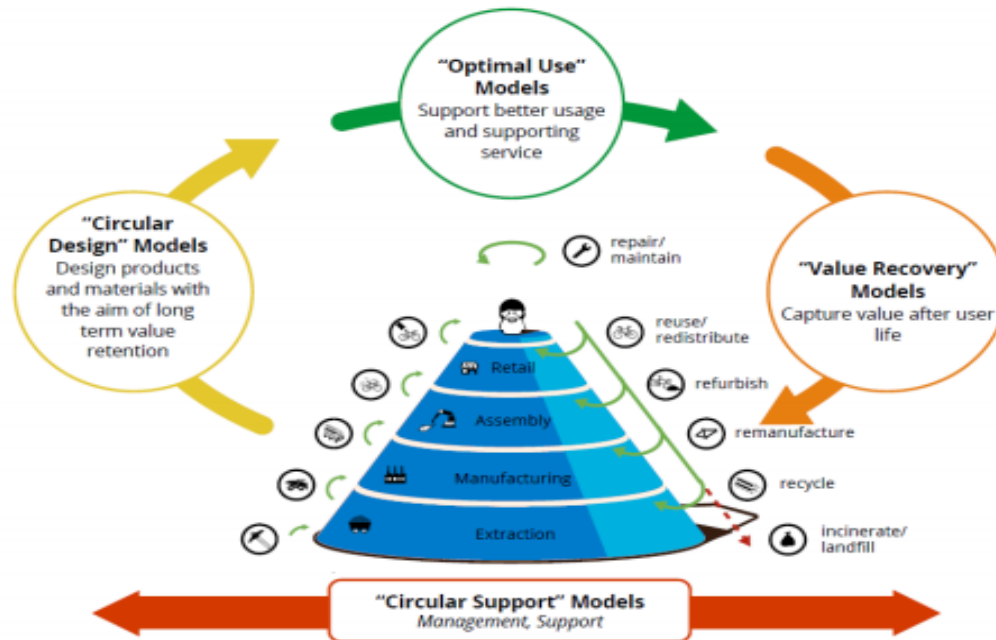 “Optimal Use”
Models
Support better usage
and supporting
service
“Circular
Design” Models
Design products
and materials with
the aim of long
term value
retention
“Value Recovery”
Models
Capture value after user
life
repair/
maintain
reuse/
redistribute
refurbish
remanufacture
recycle
incinerate/
landfill
Retail
Assembly
Manufacturing
Extraction
“Circular Support” Models
Management, Support